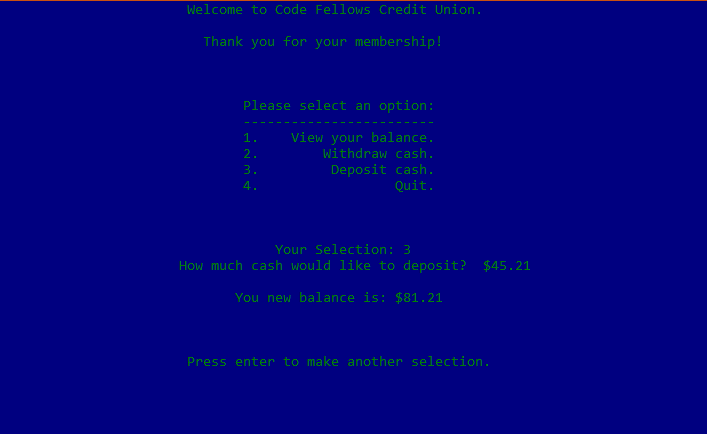 Welcome to Code Fellows Credit Union.
Thank you for your membership!
Please select an option:
------------------------
1.    View your balance.
2.        Withdraw cash.
3.         Deposit cash.
4.                 Quit.
Your Selection: 3
How much cash would like to deposit?  $45.21
You new balance is: $81.21
Press enter to make another selection.